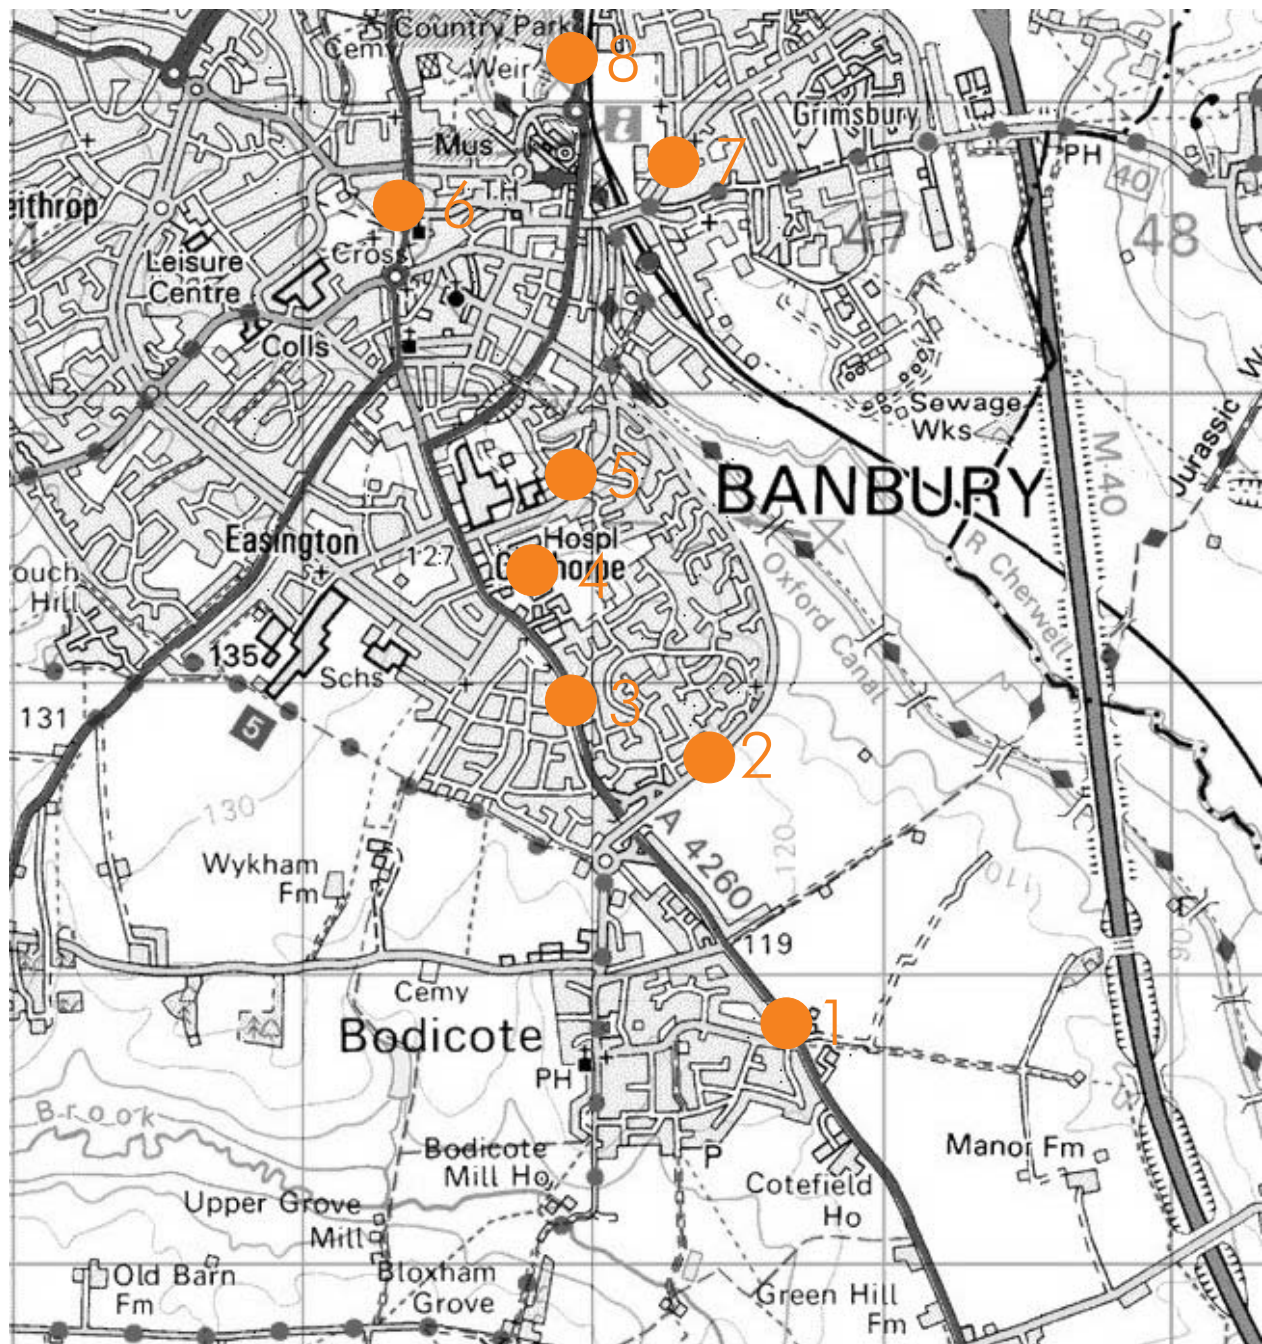 Country Park
Cemy
Weir
8
Grimsbury
Mus
7
PH
40
T.H
6
47
48
Cross
Leisure
Centre
Colls
Sewage
Wks
M 40
Jurassic
5
BANBURY
Easington
127
Hospl
4
R Cherwell
Oxford Canal
Hill
135
Schs
3
131
5
2
130
A 4260
120
Wykham
Fm
110
119
90
Cemy
1
Bodicote
PH
Brook
Bodicote
Mill Ho
P
Manor Fm
Upper Grove
Mill
Cotefield
Ho
Old Barn
Fm
Bloxham
Grove
Green Hill
Fm